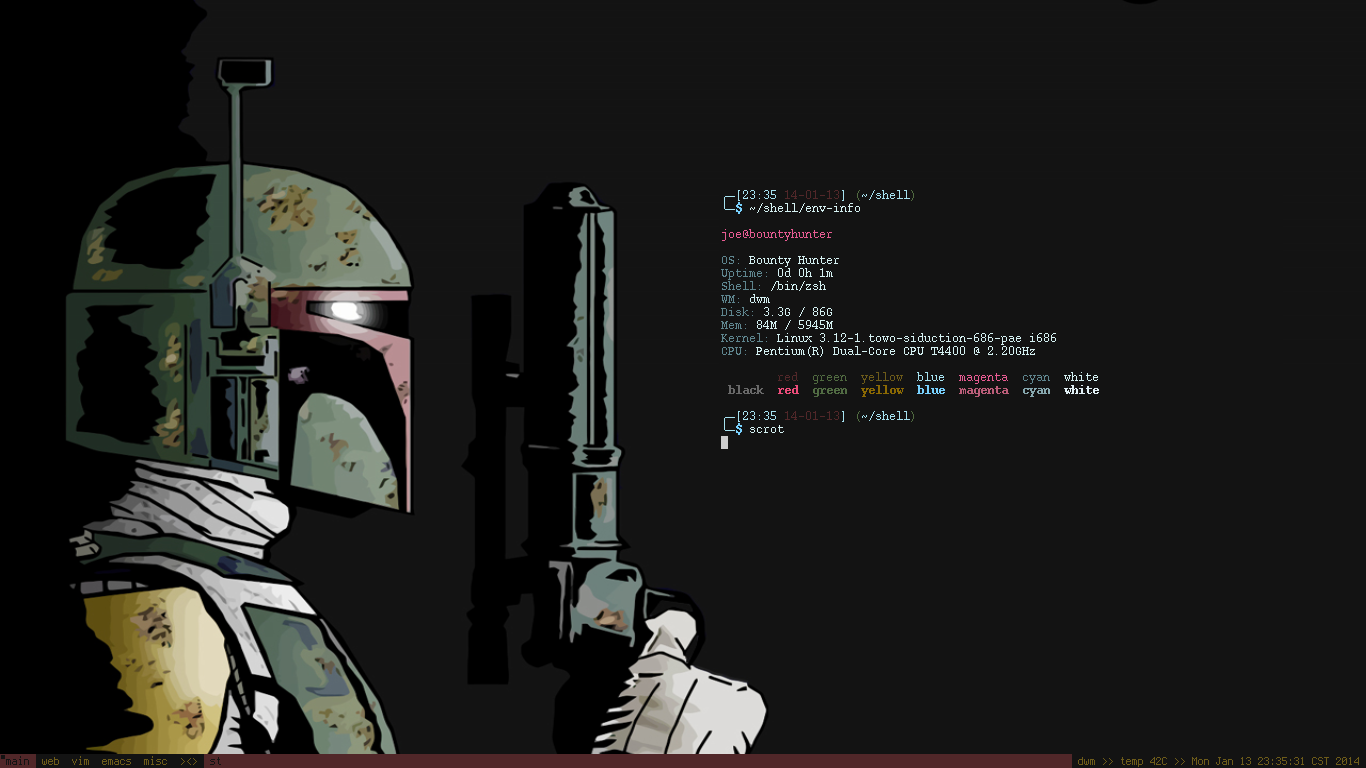 [23:35 14-01-13] (~/shell)
$ ~/shell/env-info
joe@bountyhunter
OS: Bounty Hunter
Uptime: 0d 0h 1m
Shell: /bin/zsh
WM: dwm
Disk: 3.3G / 86G
Mem: 84M / 5945M
Kernel: Linux 3.12-1.towo-siduction-686-pae i686
CPU: Pentium(R) Dual-Core CPU T4400 @ 2.20GHz
red green yellow blue magenta cyan white
black red green yellow blue magenta cyan white
[23:35 14-01-13] (~/shell)
$ scrot
main web vim emacs misc ><> st dwm >> temp 42C >> Mon Jan 13 23:35:31 CST 2014